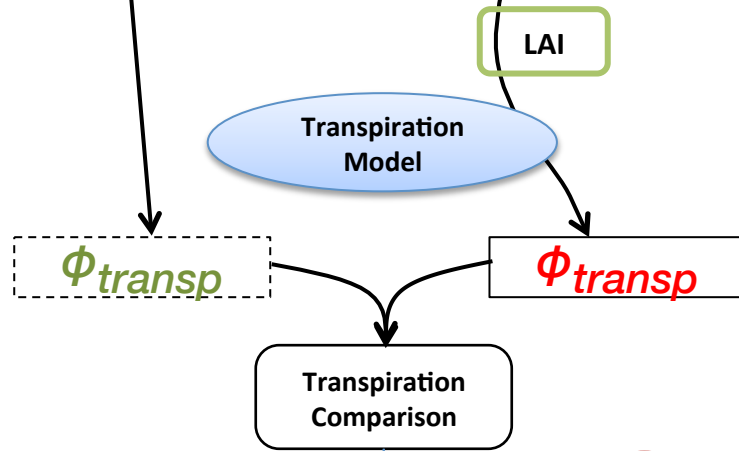 LAI
Transpiration
Model
Φtransp
Φtransp
Transpiration
Comparison